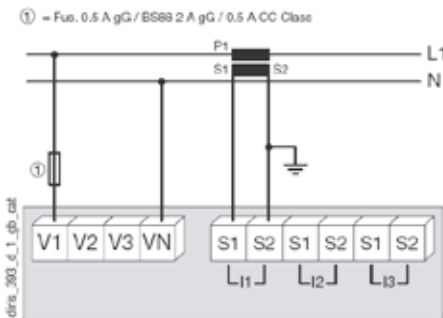 ① = Fus. 0.5 A gG / BS88 2 A gG / 0.5 A CC Class
P1
L1
S1 S2
N
①
V1 V2 V3 VN S1 S2 S1 S2 S1 S2
I1 I2 I3
diris_393_d_1_gb_cat